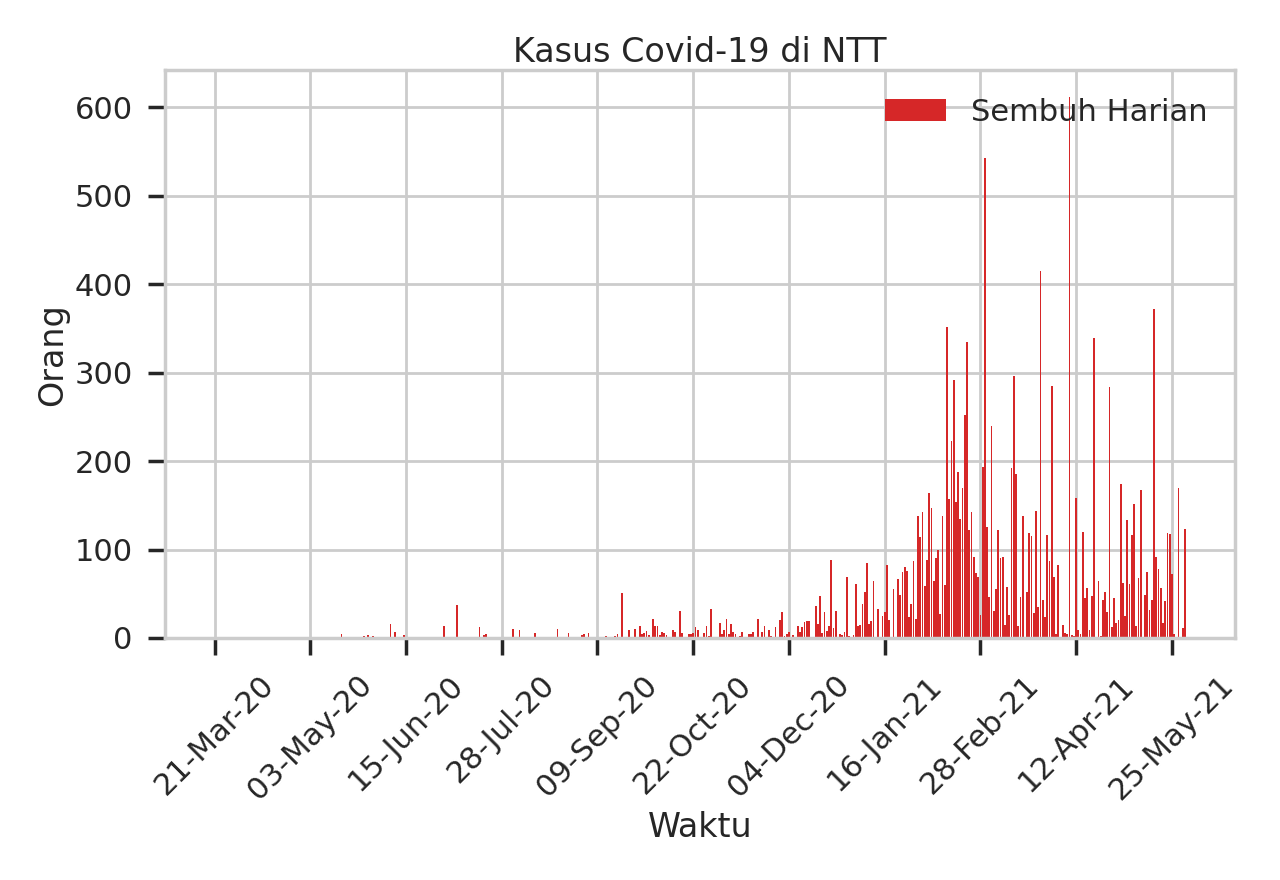 Kasus Covid-19 di NTT
Sembuh Harian
600
500
400
300
200
100
0
Orang
21-Mar-20
03-May-20
15-Jun-20
28-Jul-20
09-Sep-20
22-Oct-20
04-Dec-20
16-Jan-21
28-Feb-21
12-Apr-21
25-May-21
Waktu